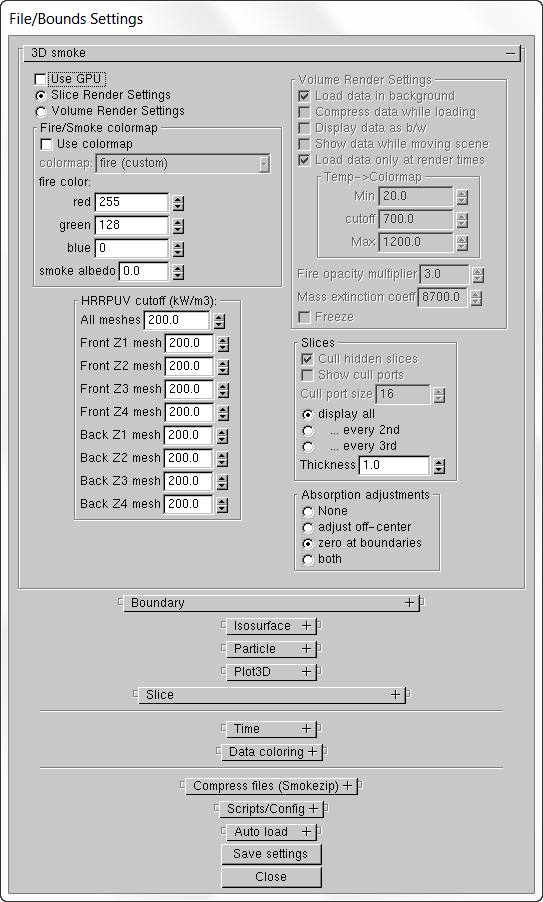 File/Bounds Settings
3D smoke
Use GPU
Slice Render Settings
Volume Render Settings
Fire/Smoke colormap
Use colormap
colormap: fire (custom)
fire color:
red 255
green 128
blue 0
smoke albedo 0.0
HRRPUV cutoff (kW/m3):
All meshes 200.0
Front Z1 mesh 200.0
Front Z2 mesh 200.0
Front Z3 mesh 200.0
Front Z4 mesh 200.0
Back Z1 mesh 200.0
Back Z2 mesh 200.0
Back Z3 mesh 200.0
Back Z4 mesh 200.0
Volume Render Settings
Load data in background
Compress data while loading
Display data as b/w
Show data while moving scene
Load data only at render times
Temp->Colormap
Min 20.0
cutoff 700.0
Max 1200.0
Fire opacity multiplier 3.0
Mass extinction coeff 8700.0
Freeze
Slices
Cull hidden slices
Show cull ports
Cull port size 16
display all
... every 2nd
... every 3rd
Thickness 1.0
Absorption adjustments
None
adjust off-center
zero at boundaries
both
Boundary +
Isosurface +
Particle +
Plot3D +
Slice +
Time +
Data coloring +
Compress files (Smokezip) +
Scripts/Config +
Auto load +
Save settings
Close